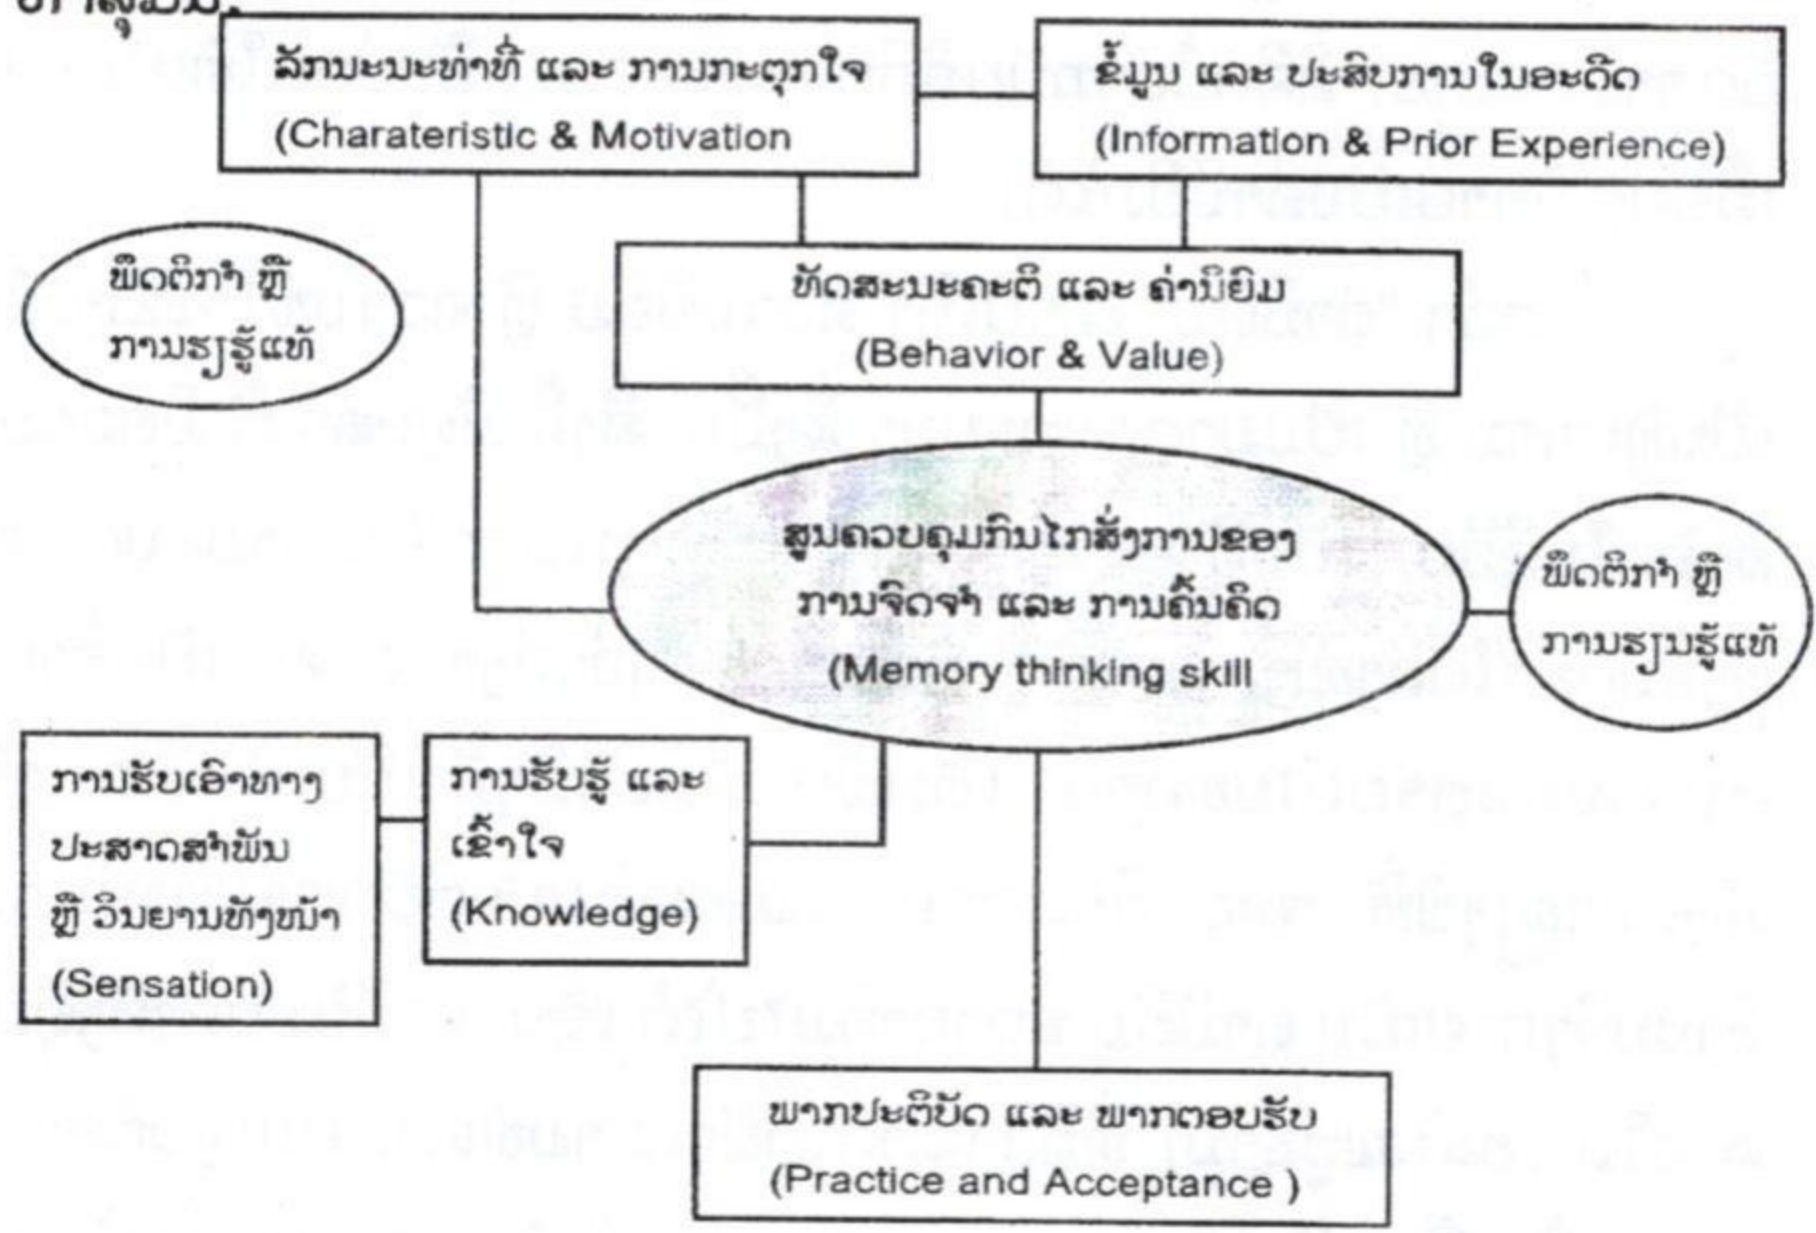 ລັກນະນະທ່າທີ່ ແລະ ການກະຕຸກໃຈ
(Charateristic & Motivation
ຂໍ້ມູນ ແລະ ປະສົບການໃນອະດີດ
(Information & Prior Experience)
ພຶດຕິກຳ ຫຼື
ການຮຽຮູ້ແທ້
ທັດສະນະຄະຕິ ແລະ ຄ່ານິຍົມ
(Behavior & Value)
ສູນຄວບຄຸມກົນໄກສັ່ງການຂອງ
ການຈົດຈຳ ແລະ ການຄົ້ນຄິດ
(Memory thinking skill
ພຶດຕິກຳ ຫຼື
ການຮຽນຮູ້ແທ້
ການຮັບເອົາທາງ
ປະສາດສຳພັນ
ຫຼື ວິນຍານທັງໜ້າ
(Sensation)
ການຮັບຮູ້ ແລະ
ເຂົ້າໃຈ
(Knowledge)
ພາກປະຕິບັດ ແລະ ພາກຕອບຮັບ
(Practice and Acceptance )